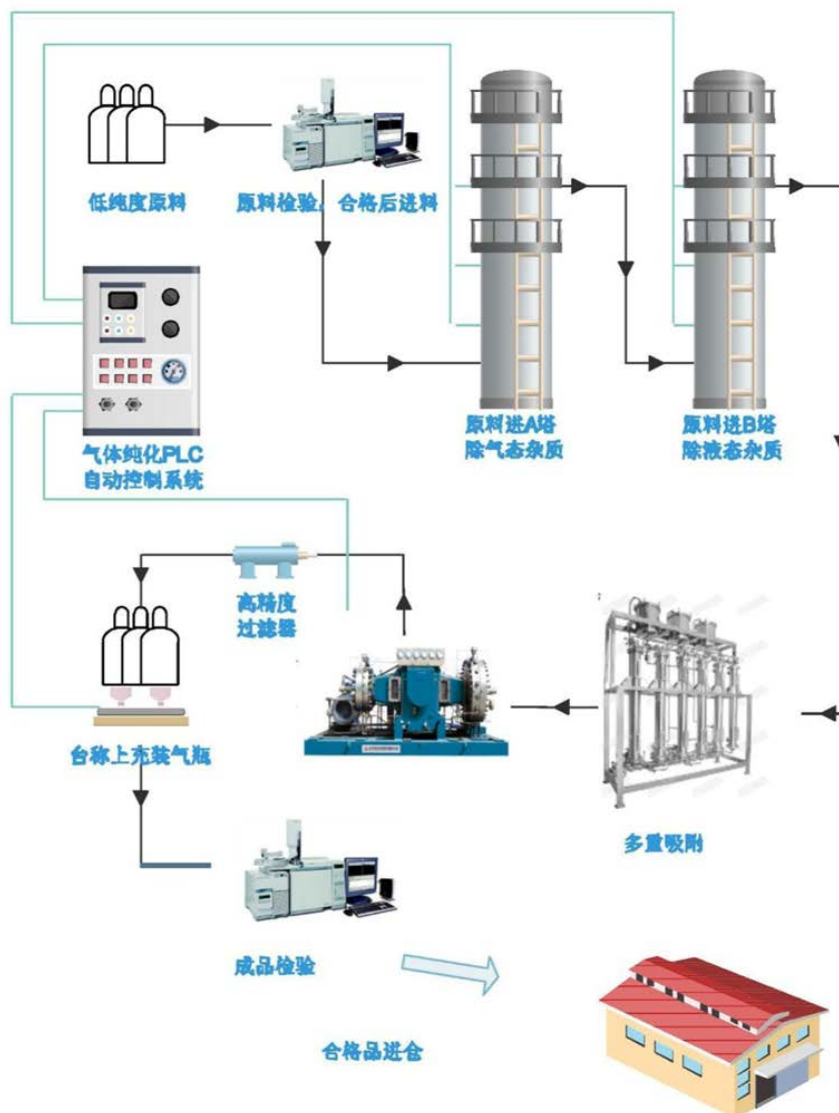 低纯度原料
原料检验，合格后进料
原料进A塔
除气态杂质
原料进B塔
除液态杂质
气体纯化PLC
自动控制系统
高精度
过滤器
台称上充装气瓶
多重吸附
成品检验
合格品进仓